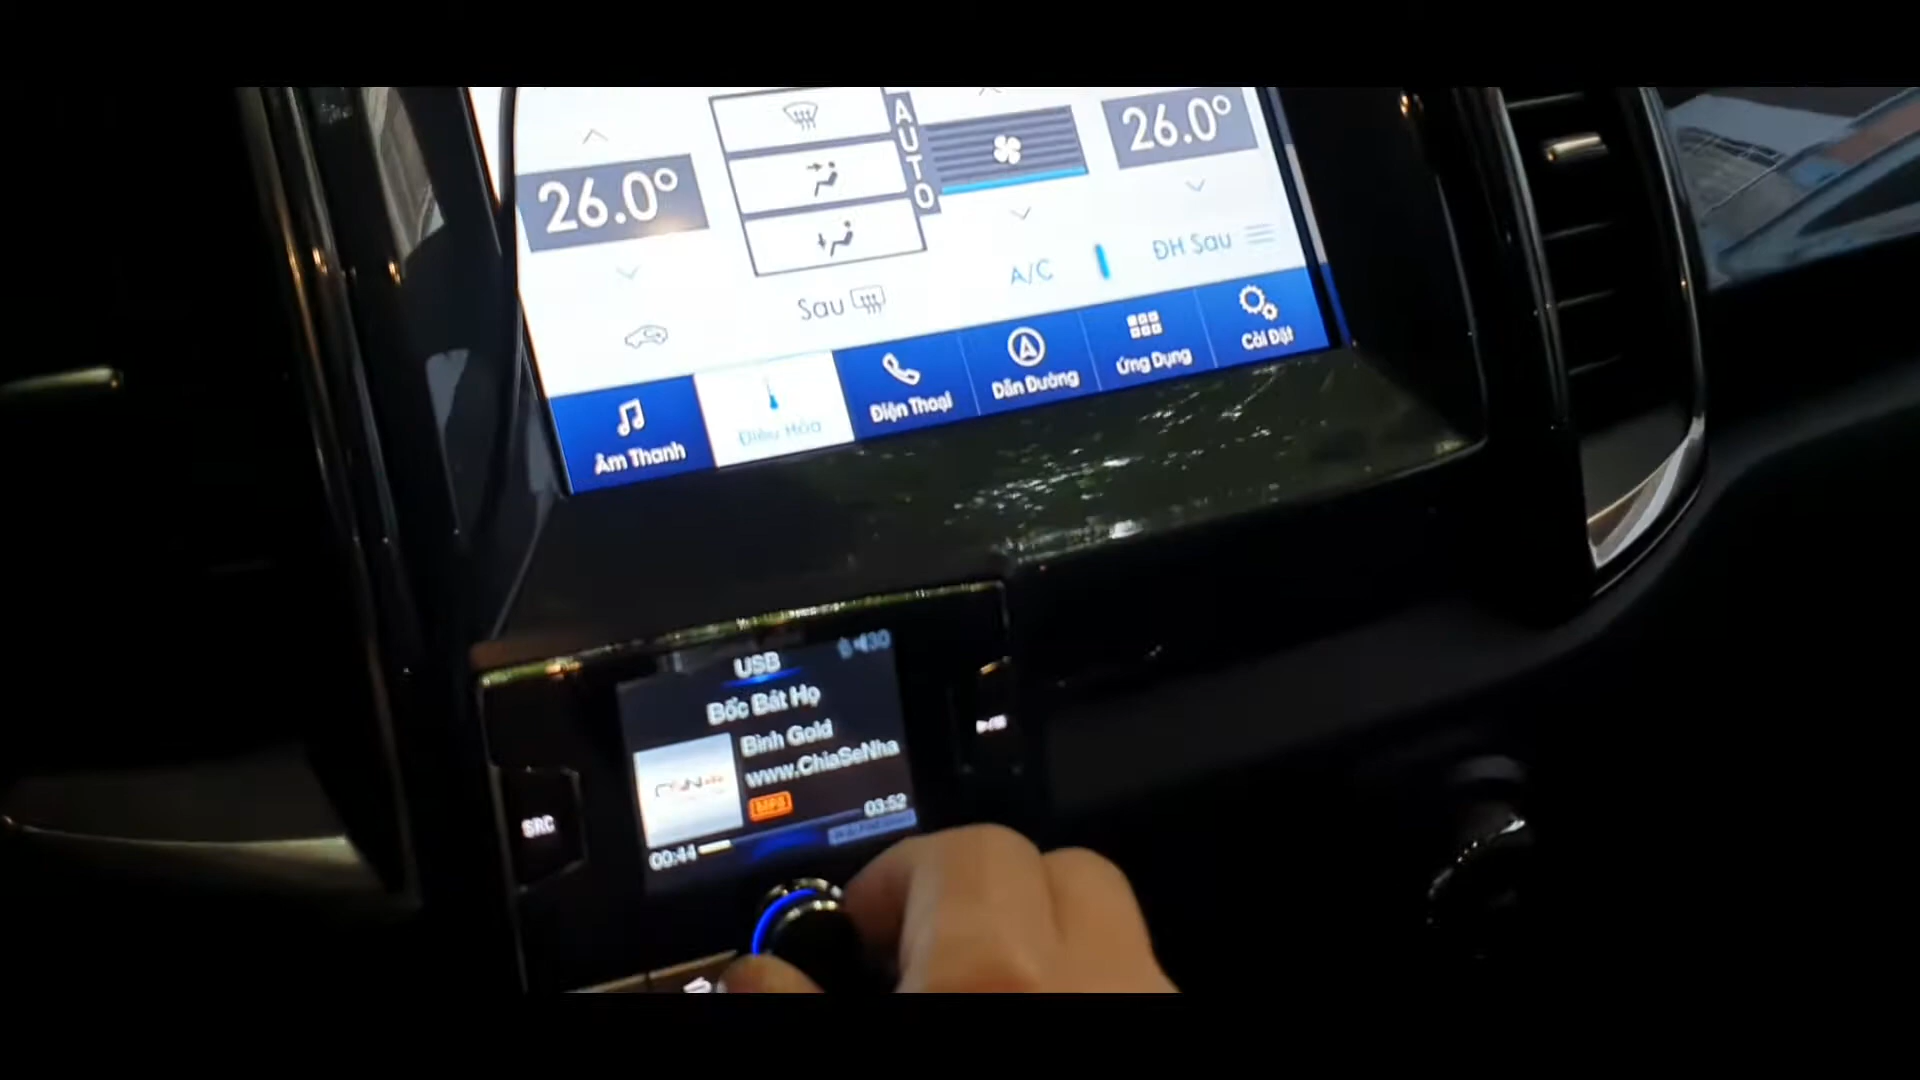 26.0°
AUTO
26.0°
Sau
A/C
ĐH Sau
Âm Thanh
Điều Hòa
Điện Thoại
Dẫn Đường
Ứng Dụng
Cài Đặt
USB
30
Bốc Bát Họ
Bình Gold
www.ChiaSeNha
MP3
03:52
00:44
SRC